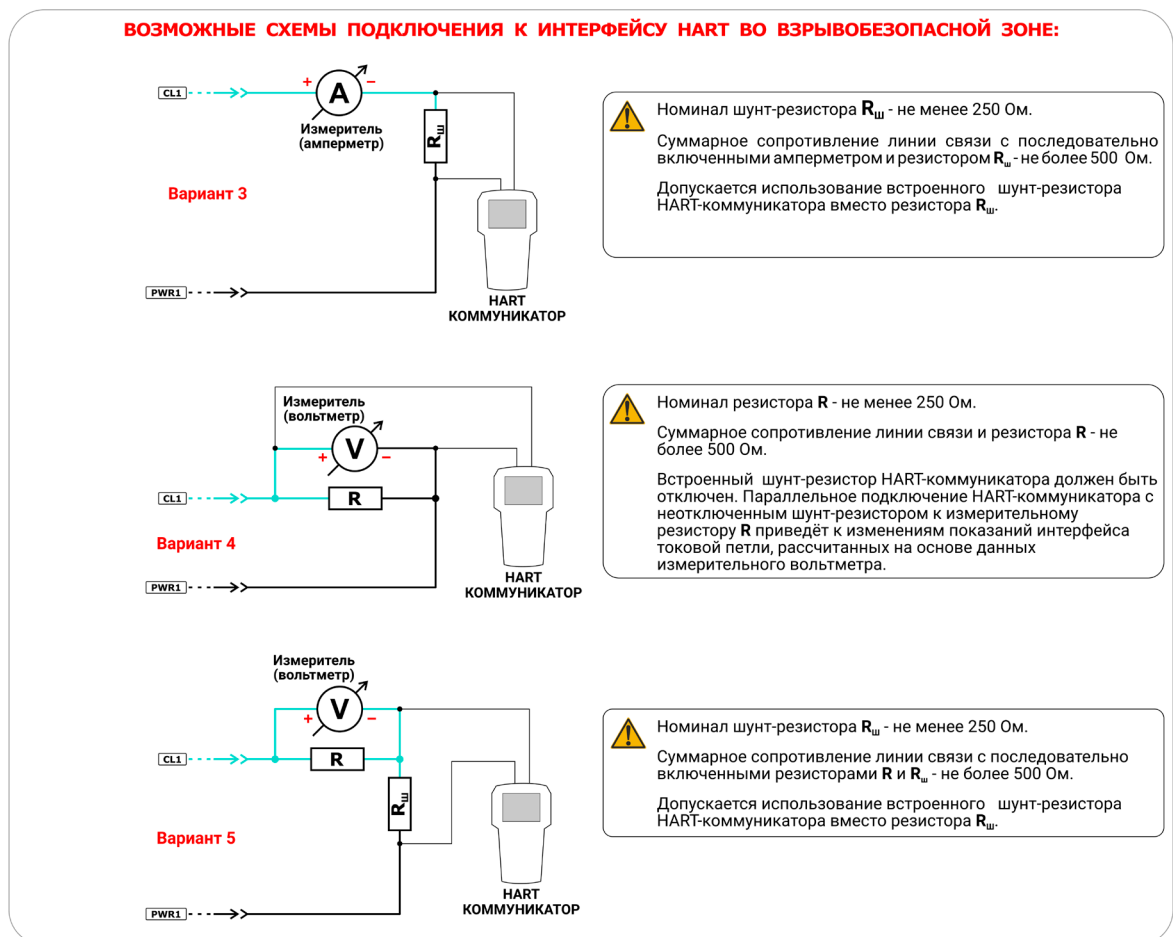 ВОЗМОЖНЫЕ СХЕМЫ ПОДКЛЮЧЕНИЯ К ИНТЕРФЕЙСУ HART ВО ВЗРЫВОБЕЗОПАСНОЙ ЗОНЕ:
CL1
+
A
−
Измеритель
(амперметр)
Rш
Вариант 3
PWR1
HART
КОММУНИКАТОР
Номинал шунт-резистора Rш - не менее 250 Ом.
Суммарное сопротивление линии связи с последовательно
включенными амперметром и резистором Rш - не более 500 Ом.
Допускается использование встроенного шунт-резистора
HART-коммуникатора вместо резистора Rш.
Измеритель
(вольтметр)
+
V
−
CL1
R
Вариант 4
PWR1
HART
КОММУНИКАТОР
Номинал резистора R - не менее 250 Ом.
Суммарное сопротивление линии связи и резистора R - не
более 500 Ом.
Встроенный шунт-резистор HART-коммуникатора должен быть
отключен. Параллельное подключение HART-коммуникатора с
неотключенным шунт-резистором к измерительному
резистору R приведёт к изменениям показаний интерфейса
токовой петли, рассчитанных на основе данных
измерительного вольтметра.
Измеритель
(вольтметр)
+
V
−
CL1
R
Rш
Вариант 5
PWR1
HART
КОММУНИКАТОР
Номинал шунт-резистора Rш - не менее 250 Ом.
Суммарное сопротивление линии связи с последовательно
включенными резисторами R и Rш - не более 500 Ом.
Допускается использование встроенного шунт-резистора
HART-коммуникатора вместо резистора Rш.